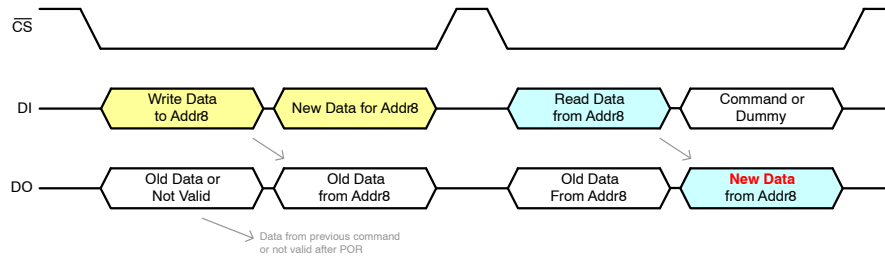 CS
DI
Write Data
to Addr8
New Data for Addr8
Read Data
from Addr8
Command or
Dummy
DO
Old Data or
Not Valid
Old Data
from Addr8
Old Data
From Addr8
New Data
from Addr8
Data from previous command
or not valid after POR